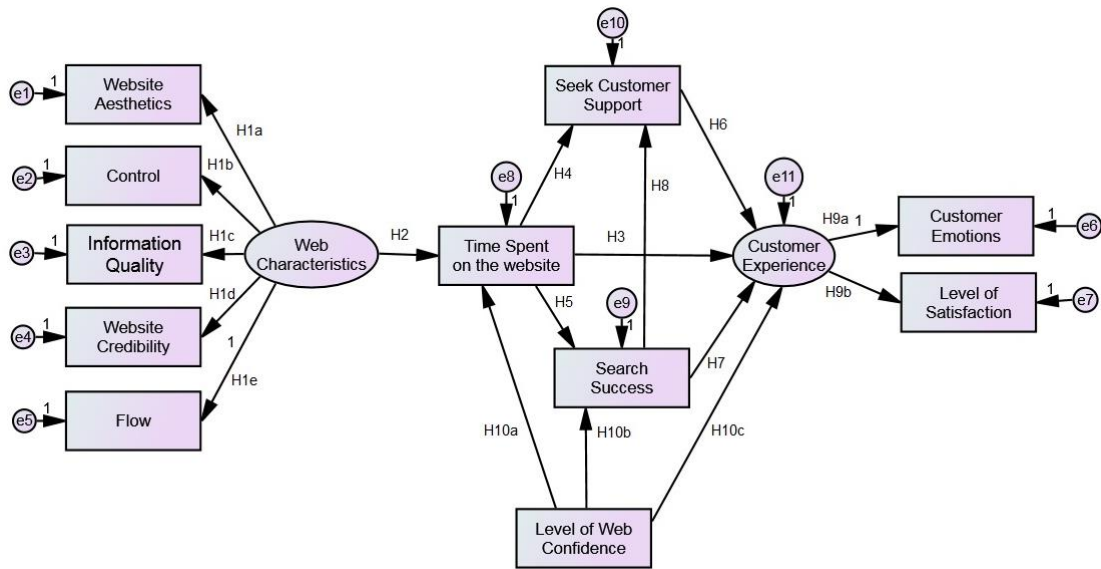 e10
1
Seek Customer
Support
e1
1
Website
Aesthetics
H1a
H6
e2
1
Control
H1b
H4
H8
e8
1
e11
1
e3
1
Information
Quality
H1c
Web
Characteristics
H2
Time Spent
on the website
H3
Customer
Experience
H9a
1
Customer
Emotions
1
e6
H9b
Level of
Satisfaction
1
e7
H1d
H5
e9
1
e4
1
Website
Credibility
1
H1e
Search
Success
H7
e5
1
Flow
H10a
H10b
H10c
Level of Web
Confidence